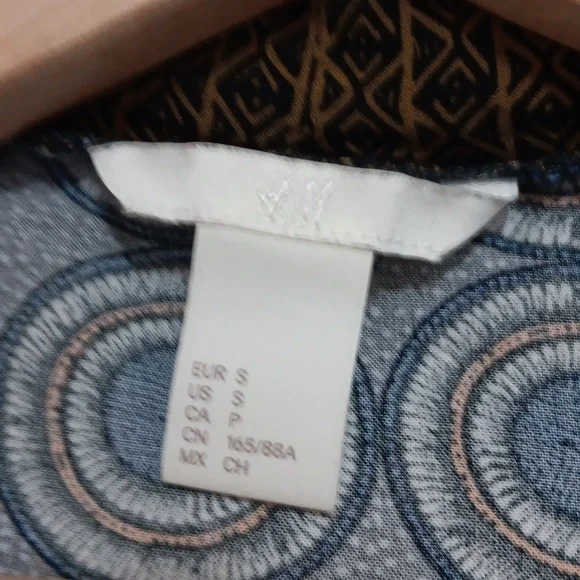 H&M
EUR S
US S
CA P
CN 165/88A
MX CH